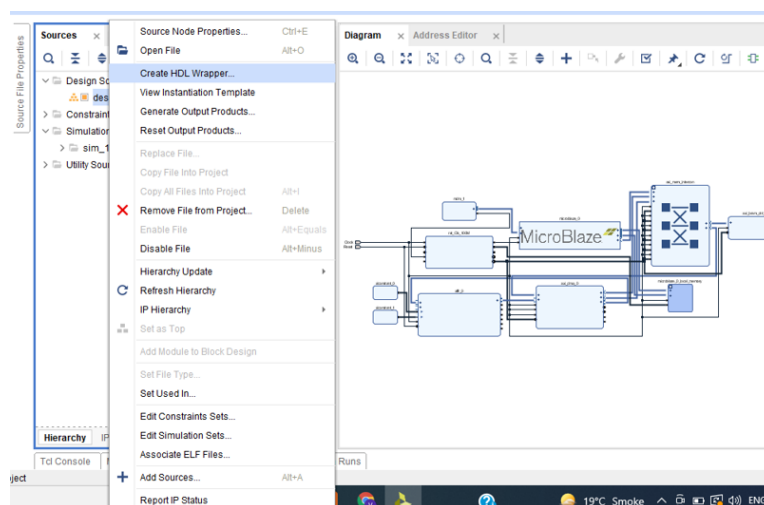 Source File Properties
Sources ×
Design So
des
Constraint
Simulation
sim_1
Utility Sour
Hierarchy IP
Tcl Console
Runs
ject
Source Node Properties... Ctrl+E
Open File Alt+O
Create HDL Wrapper...
View Instantiation Template
Generate Output Products...
Reset Output Products...
Replace File...
Copy File Into Project
Copy All Files Into Project Alt+I
Remove File from Project... Delete
Enable File Alt+Equals
Disable File Alt+Minus
Hierarchy Update
Refresh Hierarchy
IP Hierarchy
Set as Top
Add Module to Block Design
Set File Type...
Set Used In...
Edit Constraints Sets...
Edit Simulation Sets...
Associate ELF Files...
Add Sources... Alt+A
Report IP Status
Diagram × Address Editor ×
MicroBlaze
19°C Smoke ENG